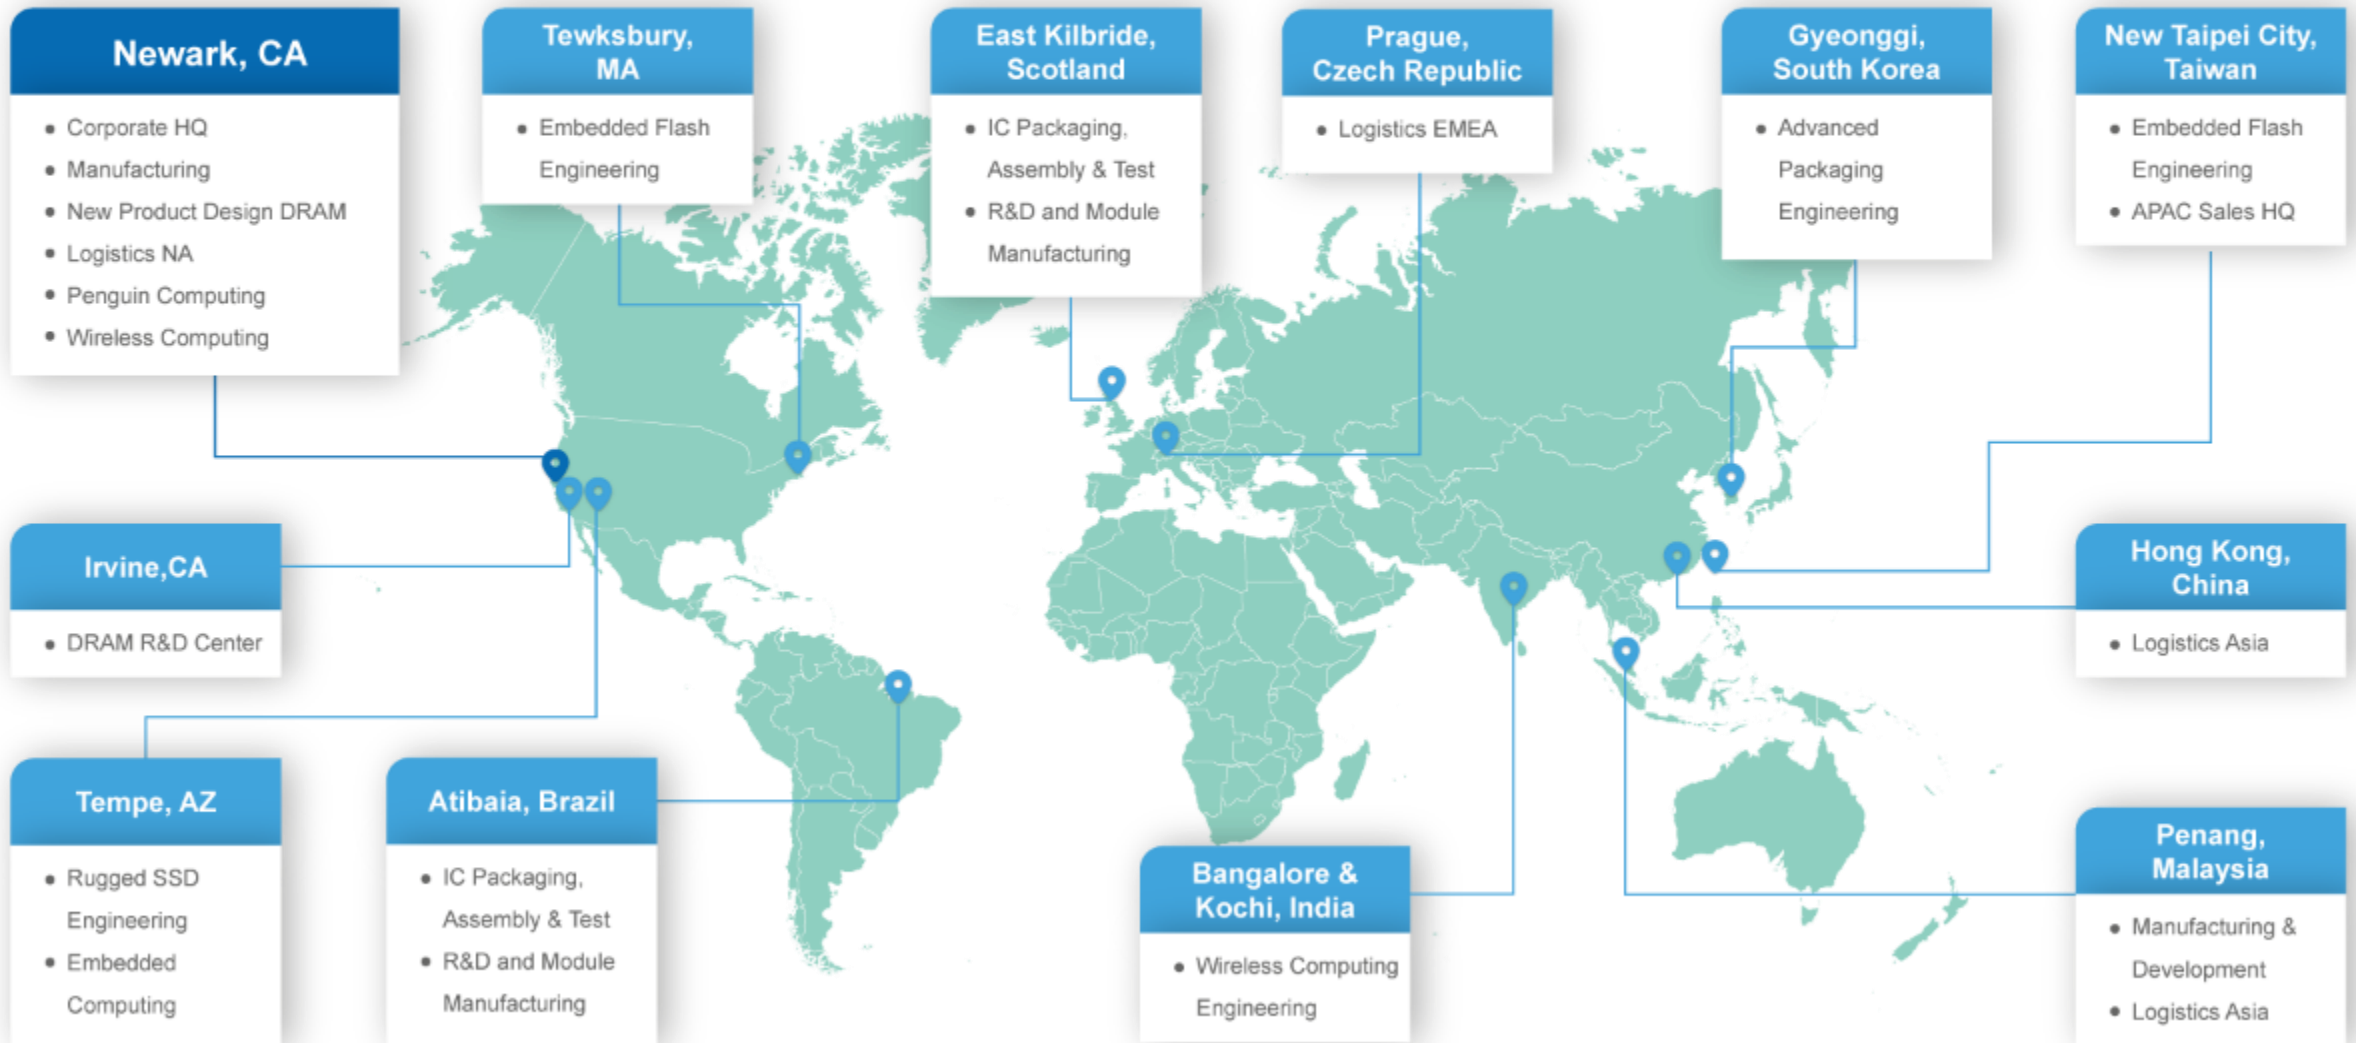 Newark, CA
• Corporate HQ
• Manufacturing
• New Product Design DRAM
• Logistics NA
• Penguin Computing
• Wireless Computing
Tewksbury,
MA
• Embedded Flash
Engineering
East Kilbride,
Scotland
• IC Packaging,
Assembly & Test
• R&D and Module
Manufacturing
Prague,
Czech Republic
• Logistics EMEA
Gyeonggi,
South Korea
• Advanced
Packaging
Engineering
New Taipei City,
Taiwan
• Embedded Flash
Engineering
• APAC Sales HQ
Irvine,CA
• DRAM R&D Center
Hong Kong,
China
• Logistics Asia
Tempe, AZ
• Rugged SSD
Engineering
• Embedded
Computing
Atibaia, Brazil
• IC Packaging,
Assembly & Test
• R&D and Module
Manufacturing
Bangalore &
Kochi, India
• Wireless Computing
Engineering
Penang,
Malaysia
• Manufacturing &
Development
• Logistics Asia